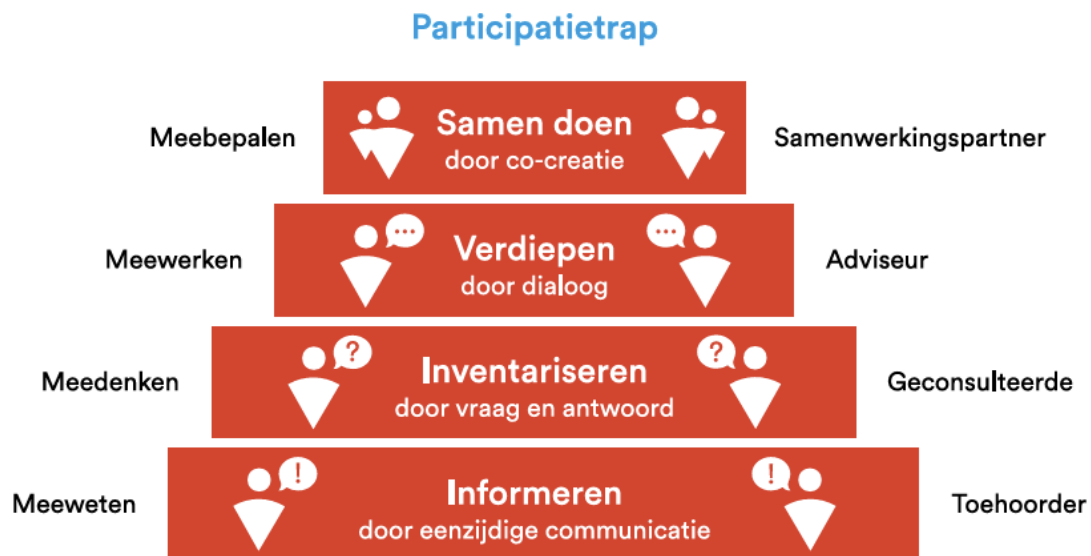 Participatietrap
Meebepalen
Samen doen
door co-creatie
Samenwerkingspartner
Meewerken
...
Verdiepen
door dialoog
...
Adviseur
Meedenken
?
Inventariseren
door vraag en antwoord
?
Geconsulteerde
Meeweten
!
Informeren
door eenzijdige communicatie
!
Toehoorder